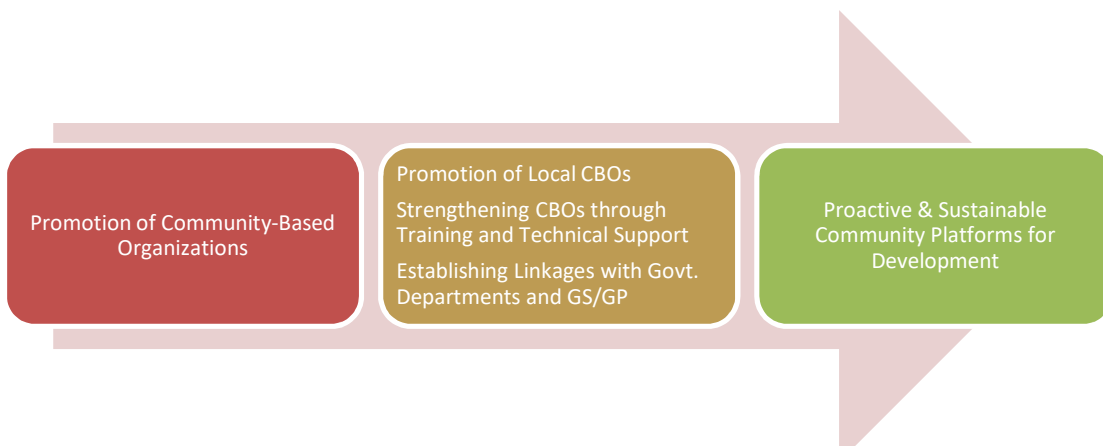 Promotion of Community-Based
Organizations
Promotion of Local CBOs
Strengthening CBOs through
Training and Technical Support
Establishing Linkages with Govt.
Departments and GS/GP
Proactive & Sustainable
Community Platforms for
Development